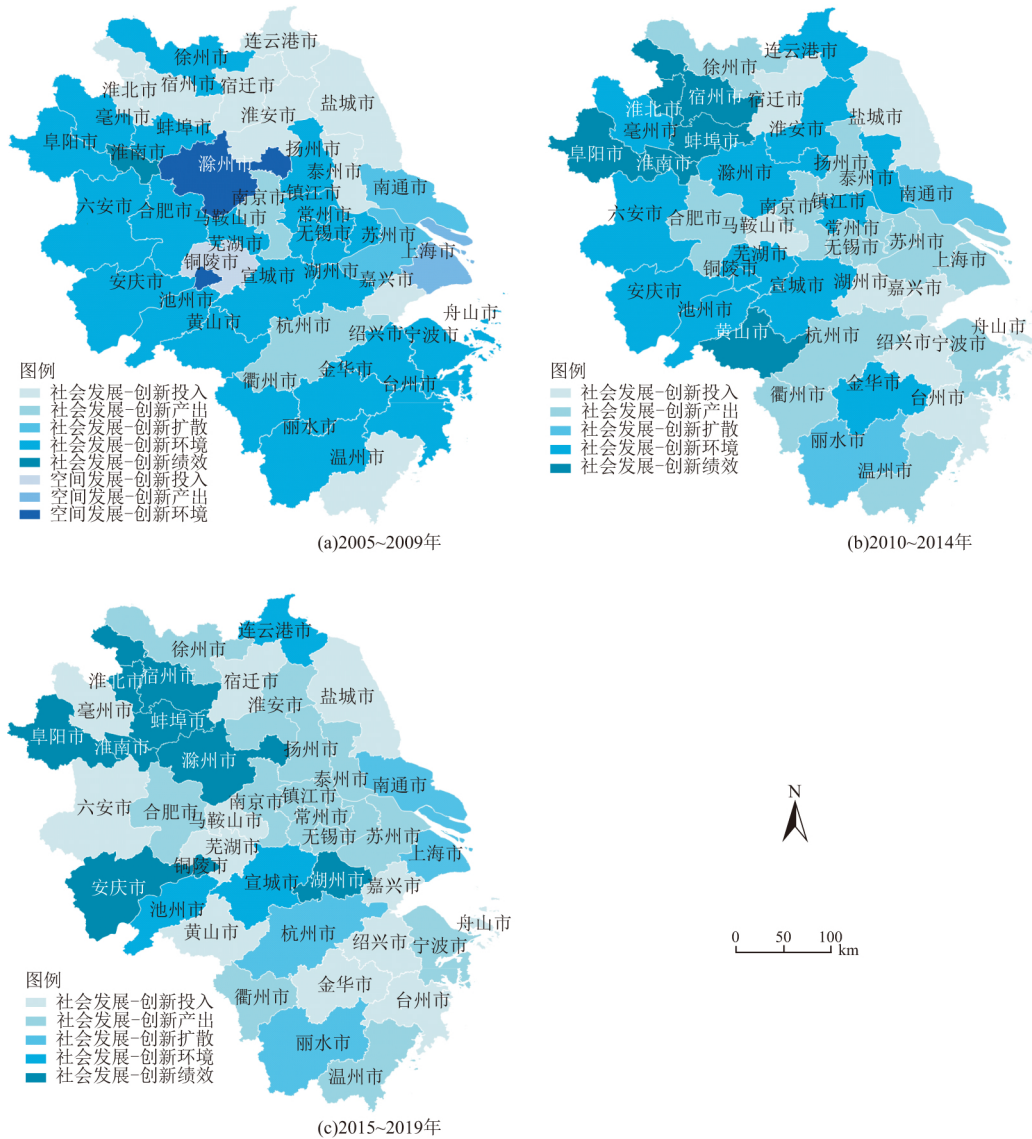 连云港市
徐州市
宿州市
宿迁市
淮北市
盐城市
淮安市
亳州市
蚌埠市
阜阳市
淮南市
扬州市
滁州市
泰州市
南京市
镇江市
南通市
六安市
合肥市
马鞍山市
常州市
无锡市
苏州市
芜湖市
上海市
铜陵市
宣城市
湖州市
嘉兴市
安庆市
池州市
黄山市
杭州市
绍兴市
宁波市
舟山市
衢州市
金华市
台州市
丽水市
温州市
图例
社会发展-创新投入
社会发展-创新产出
社会发展-创新扩散
社会发展-创新环境
社会发展-创新绩效
空间发展-创新投入
空间发展-创新产出
空间发展-创新环境
(a)2005~2009年
连云港市
徐州市
宿州市
宿迁市
淮北市
盐城市
亳州市
淮安市
蚌埠市
阜阳市
淮南市
扬州市
滁州市
泰州市
南通市
六安市
合肥市
南京市
镇江市
马鞍山市
常州市
无锡市
苏州市
芜湖市
上海市
铜陵市
安庆市
宣城市
湖州市
嘉兴市
池州市
黄山市
杭州市
绍兴市
宁波市
舟山市
衢州市
金华市
台州市
丽水市
温州市
图例
社会发展-创新投入
社会发展-创新产出
社会发展-创新扩散
社会发展-创新环境
社会发展-创新绩效
(b)2010~2014年
连云港市
徐州市
宿州市
宿迁市
淮北市
盐城市
淮安市
亳州市
蚌埠市
阜阳市
淮南市
扬州市
滁州市
泰州市
南通市
六安市
合肥市
南京市
镇江市
马鞍山市
常州市
无锡市
苏州市
芜湖市
上海市
铜陵市
安庆市
宣城市
湖州市
嘉兴市
池州市
黄山市
杭州市
绍兴市
宁波市
舟山市
衢州市
金华市
台州市
丽水市
温州市
图例
社会发展-创新投入
社会发展-创新产出
社会发展-创新扩散
社会发展-创新环境
社会发展-创新绩效
(c)2015~2019年
N
0 50 100
km